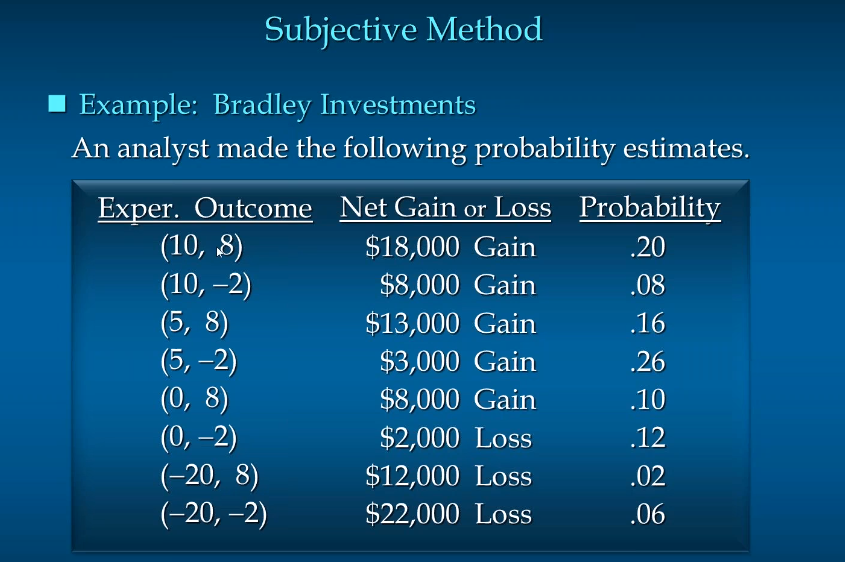 Subjective Method
Example: Bradley Investments
An analyst made the following probability estimates.
Exper. Outcome Net Gain or Loss Probability
(10, 8) $18,000 Gain .20
(10, –2) $8,000 Gain .08
(5, 8) $13,000 Gain .16
(5, –2) $3,000 Gain .26
(0, 8) $8,000 Gain .10
(0, –2) $2,000 Loss .12
(–20, 8) $12,000 Loss .02
(–20, –2) $22,000 Loss .06